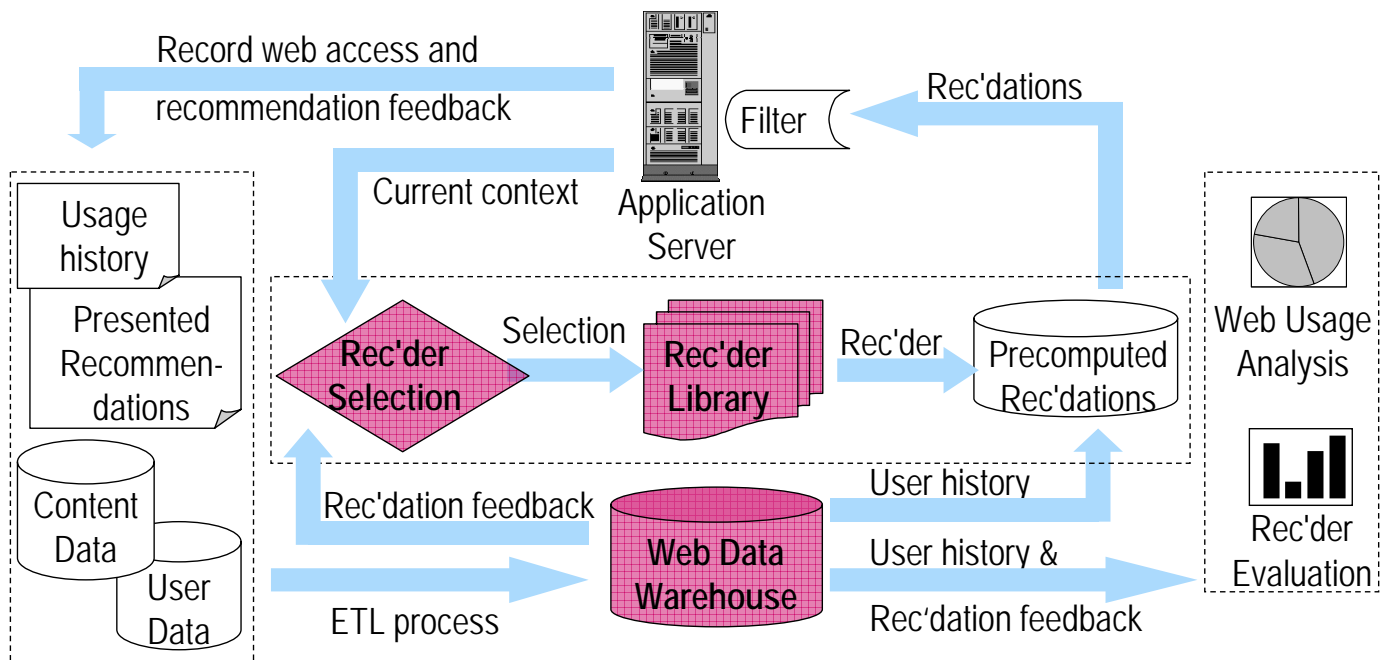 Record web access and
recommendation feedback
Rec'dations
Filter
Current context
Application
Server
Usage
history
Presented
Recommen-
dations
Content
Data
User
Data
Rec'der
Selection
Selection
Rec'der
Library
Rec'der
Precomputed
Rec'dations
Web Usage
Analysis
Rec'der
Evaluation
Rec'dation feedback
User history
Web Data
Warehouse
User history &
Rec‘dation feedback
ETL process